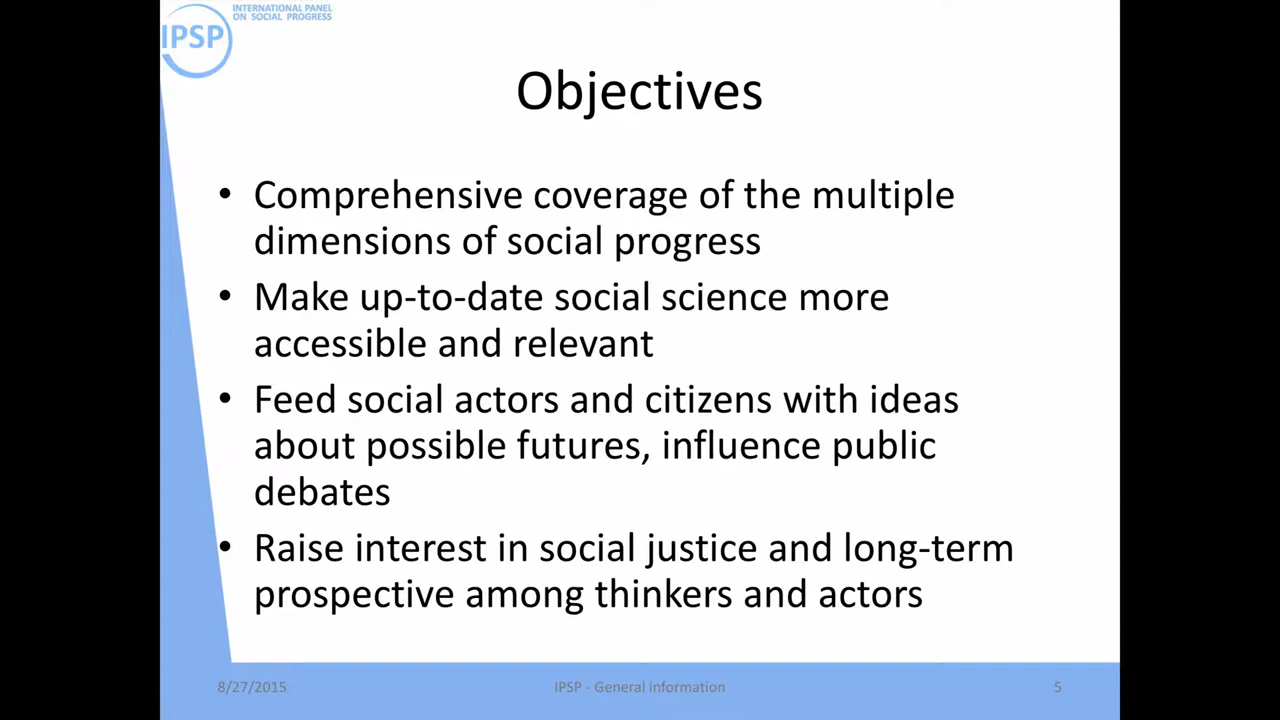 INTERNATIONAL PANEL
ON SOCIAL PROGRESS
IPSP
Objectives
• Comprehensive coverage of the multiple
dimensions of social progress
• Make up-to-date social science more
accessible and relevant
• Feed social actors and citizens with ideas
about possible futures, influence public
debates
• Raise interest in social justice and long-term
prospective among thinkers and actors
8/27/2015
IPSP - General information
5